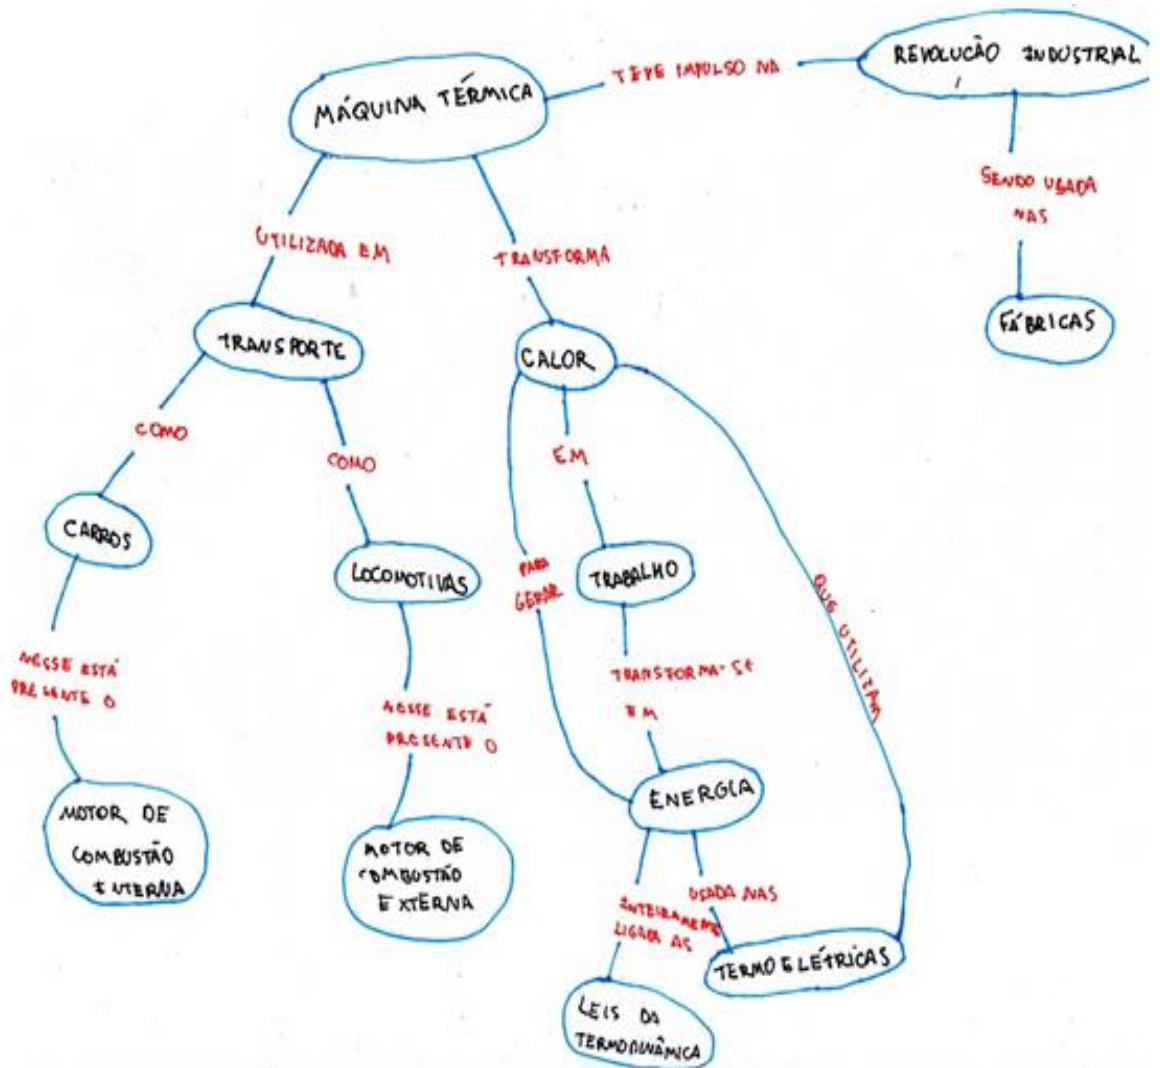 MÁQUINA TÉRMICA
TEVE IMPULSO NA
REVOLUCÃO INDUSTRIAL
SENDO USADA
NAS
FÁBRICAS
UTILIZADA EM
TRANSFORMA
TRANSPORTE
CALOR
COMO
COMO
EM
CARROS
LOCOMOTIVAS
PARA
GERAR
TRABALHO
QUE UTILIZAM
NESSE ESTÁ
PRESENTE O
NESSE ESTÁ
PRESENTE O
TRANSFORMA-SE
EM
ENERGIA
MOTOR DE
COMBUSTÃO
INTERNA
MOTOR DE
COMBUSTÃO
EXTERNA
INTEIRAMENTE
LIGADA AS
USADA NAS
TERMOELÉTRICAS
LEIS DA
TERMODINÂMICA